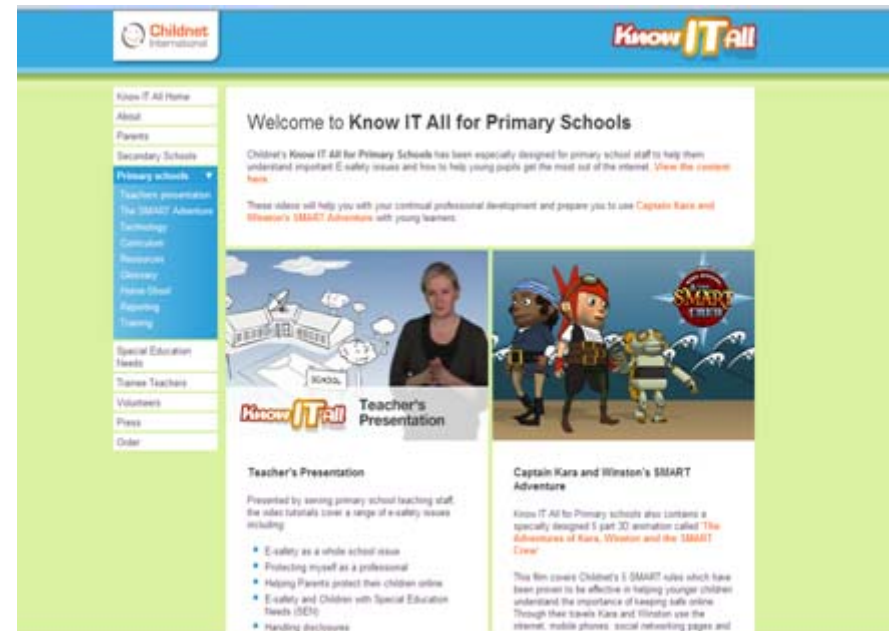 Childnet
International
Know IT All
Know IT All Home
About
Parents
Secondary Schools
Primary schools
Teachers presentation
The SMART Adventure
Technology
Curriculum
Resources
Glossary
Reporting
Training
Special Education
Needs
Trainee Teachers
Volunteers
Press
Order
Welcome to Know IT All for Primary Schools
Childnet's Know IT All for Primary Schools has been especially designed for primary school staff to help them
understand important E-safety issues and how to help young pupils get the most out of the internet. View the content
here.
These videos will help you with your continual professional development and prepare you to use Captain Kara and
Winston's SMART Adventure with young learners.
SCHOOL
Know IT All
Teacher's
Presentation
SMART
CREW
Teacher's Presentation
Presented by serving primary school teaching staff,
the video tutorials cover a range of e-safety issues
including:
E-safety as a whole school issue
Protecting myself as a professional
Helping Parents protect their children online
E-safety and Children with Special Education
Needs (SEN)
Handling disclosures
Captain Kara and Winston's SMART
Adventure
Know IT All for Primary schools also contains a
specially designed 5 part 3D animation called 'The
Adventures of Kara, Winston and the SMART
Crew'
This film covers Childnet's 5 SMART rules which have
been proven to be effective in helping younger children
understand the importance of keeping safe online.
Through their travels Kara and Winston use the
internet, mobile phones, social networking pages and